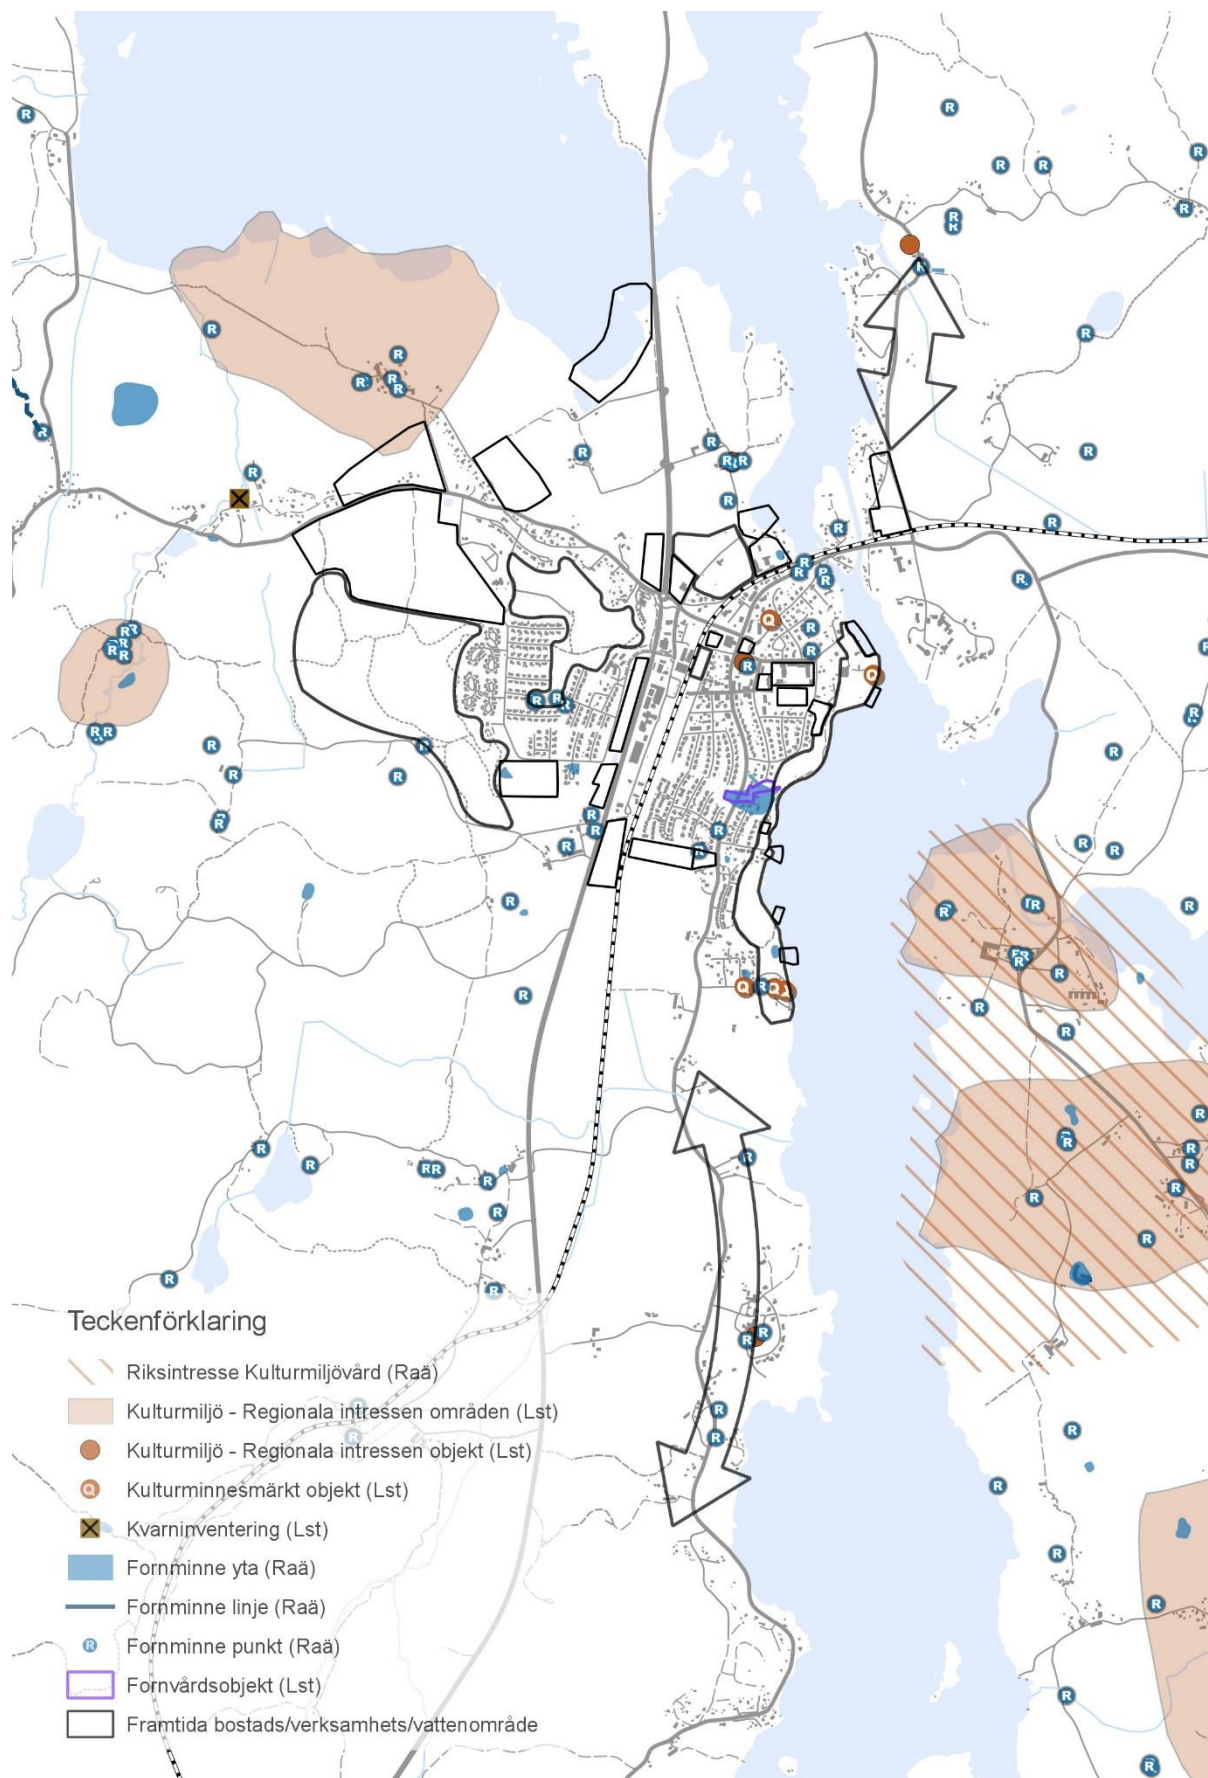 Teckenförklaring
Riksintresse Kulturmiljövård (Raä)
Kulturmiljö - Regionala intressen områden (Lst)
Kulturmiljö - Regionala intressen objekt (Lst)
Kulturminnesmärkt objekt (Lst)
Kvarninventering (Lst)
Fornminne yta (Raä)
Fornminne linje (Raä)
Fornminne punkt (Raä)
Fornvårdsobjekt (Lst)
Framtida bostads/verksamhets/vattenområde